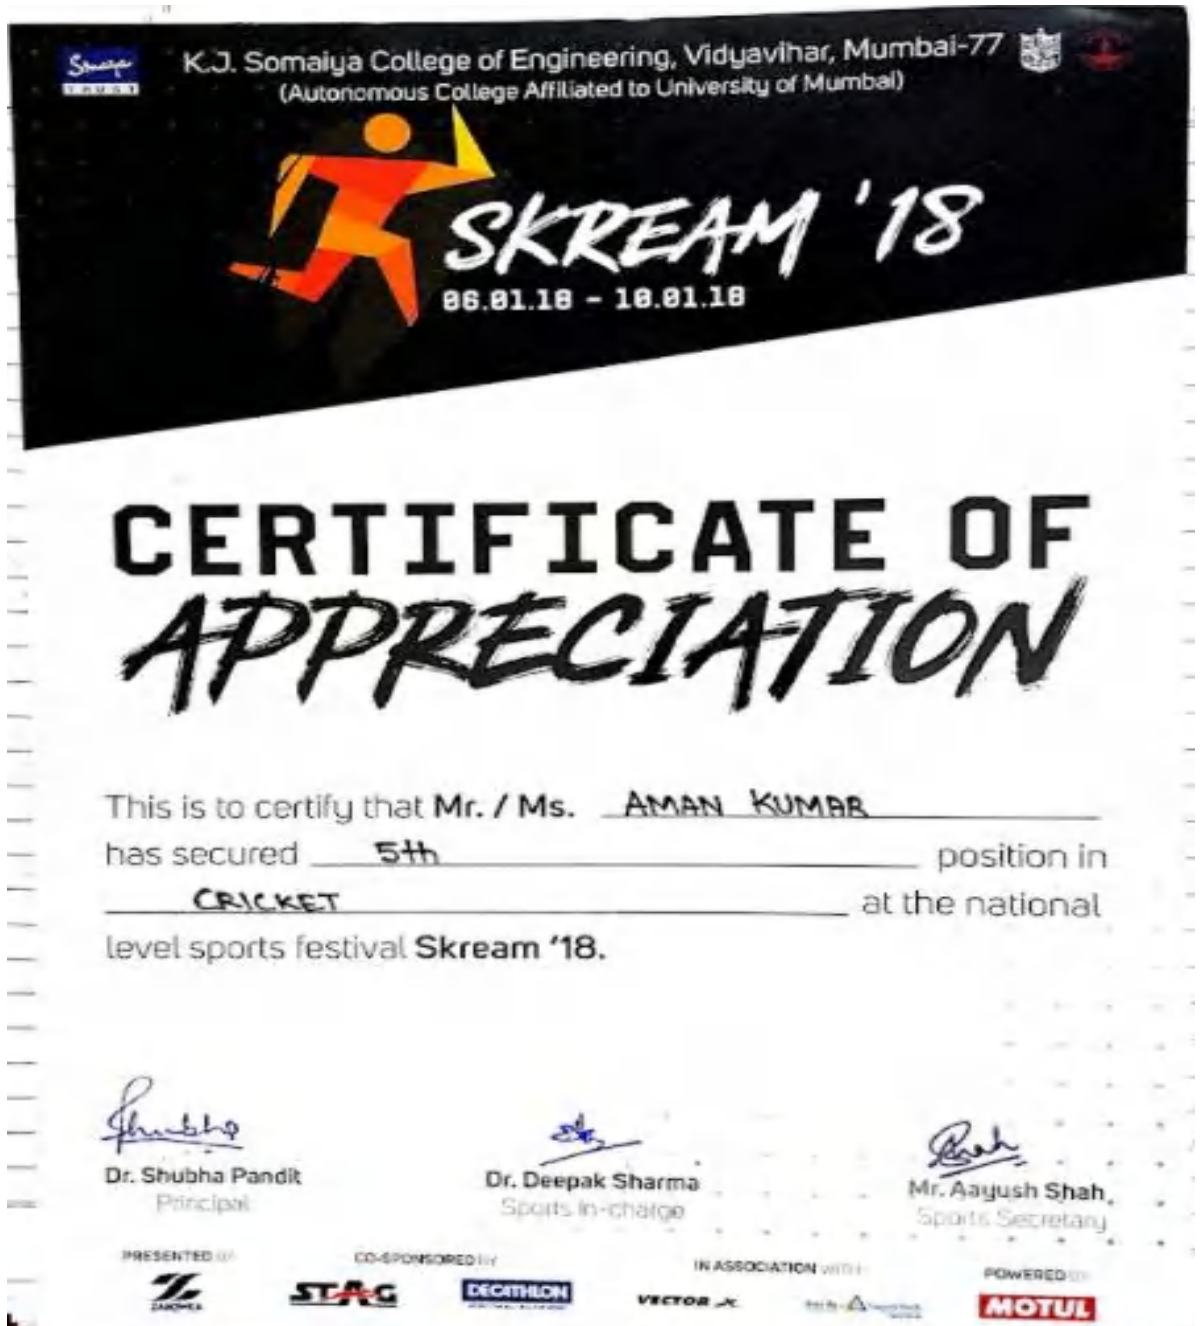 Somaiya
TRUST
K.J. Somaiya College of Engineering, Vidyavihar, Mumbai-77
(Autonomous College Affiliated to University of Mumbai)
SKREAM '18
06.01.18 - 10.01.18
CERTIFICATE OF
APPRECIATION
This is to certify that Mr. / Ms. AMAN KUMAR
has secured 5th position in
CRICKET at the national
level sports festival Skream '18.
Shubha
Dr. Shubha Pandit
Principal
Dr. Deepak Sharma
Sports In-charge
Mr. Aayush Shah
Sports Secretary
PRESENTED BY
CO-SPONSORED BY
IN ASSOCIATION WITH
POWERED BY
STAG
DECATHLON
VECTOR X
MOTUL